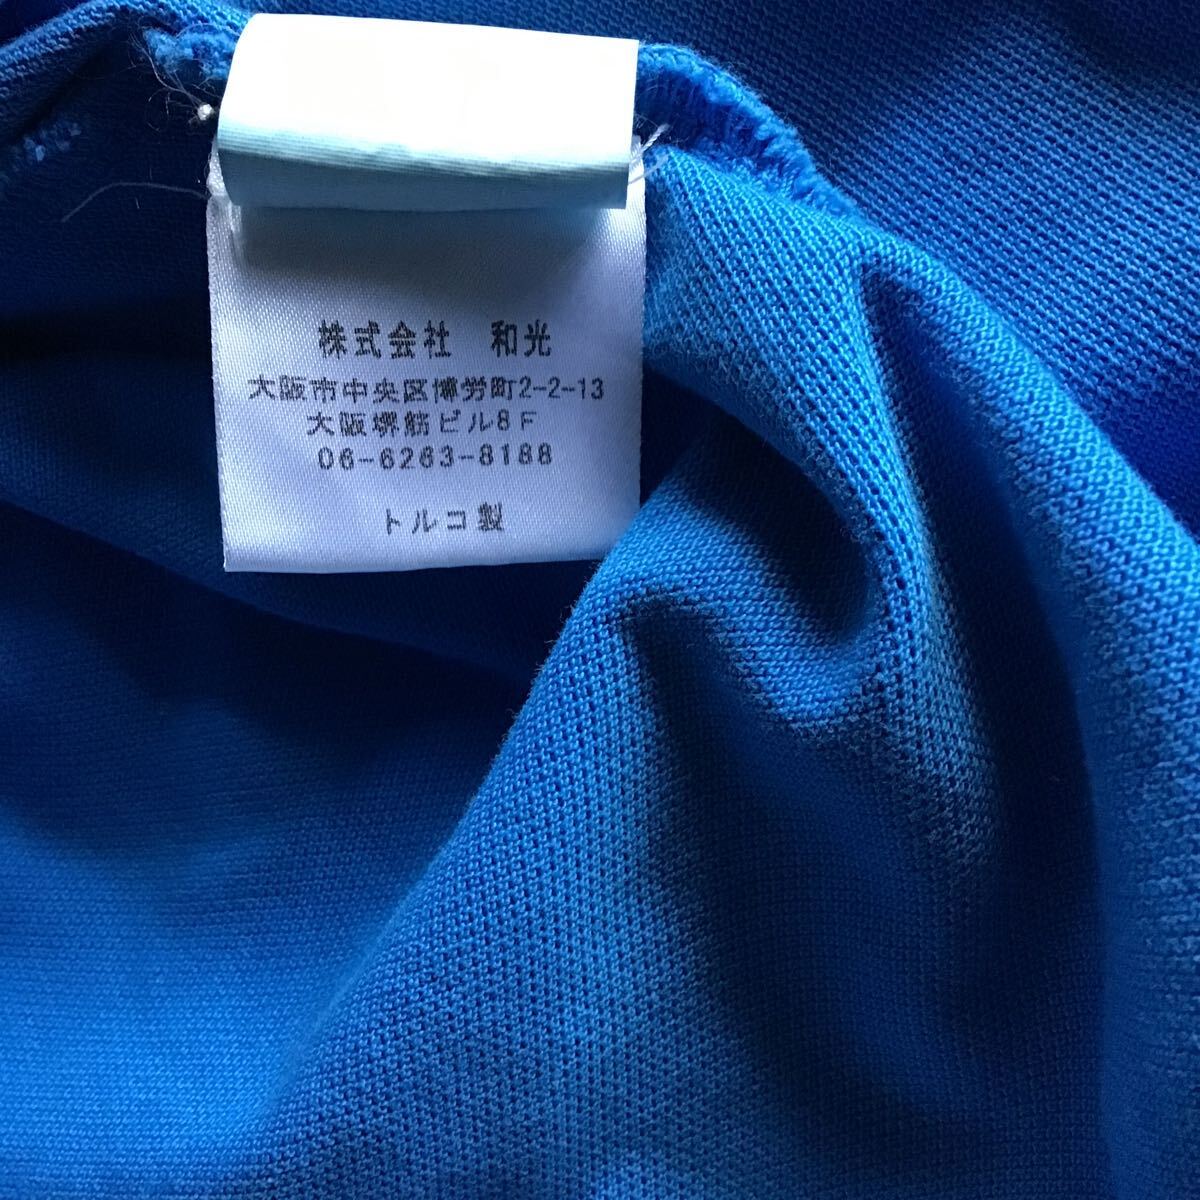 株式会社 和光
大阪市中央区博労町2-2-13
大阪堺筋ビル8F
06-6263-8188
トルコ製